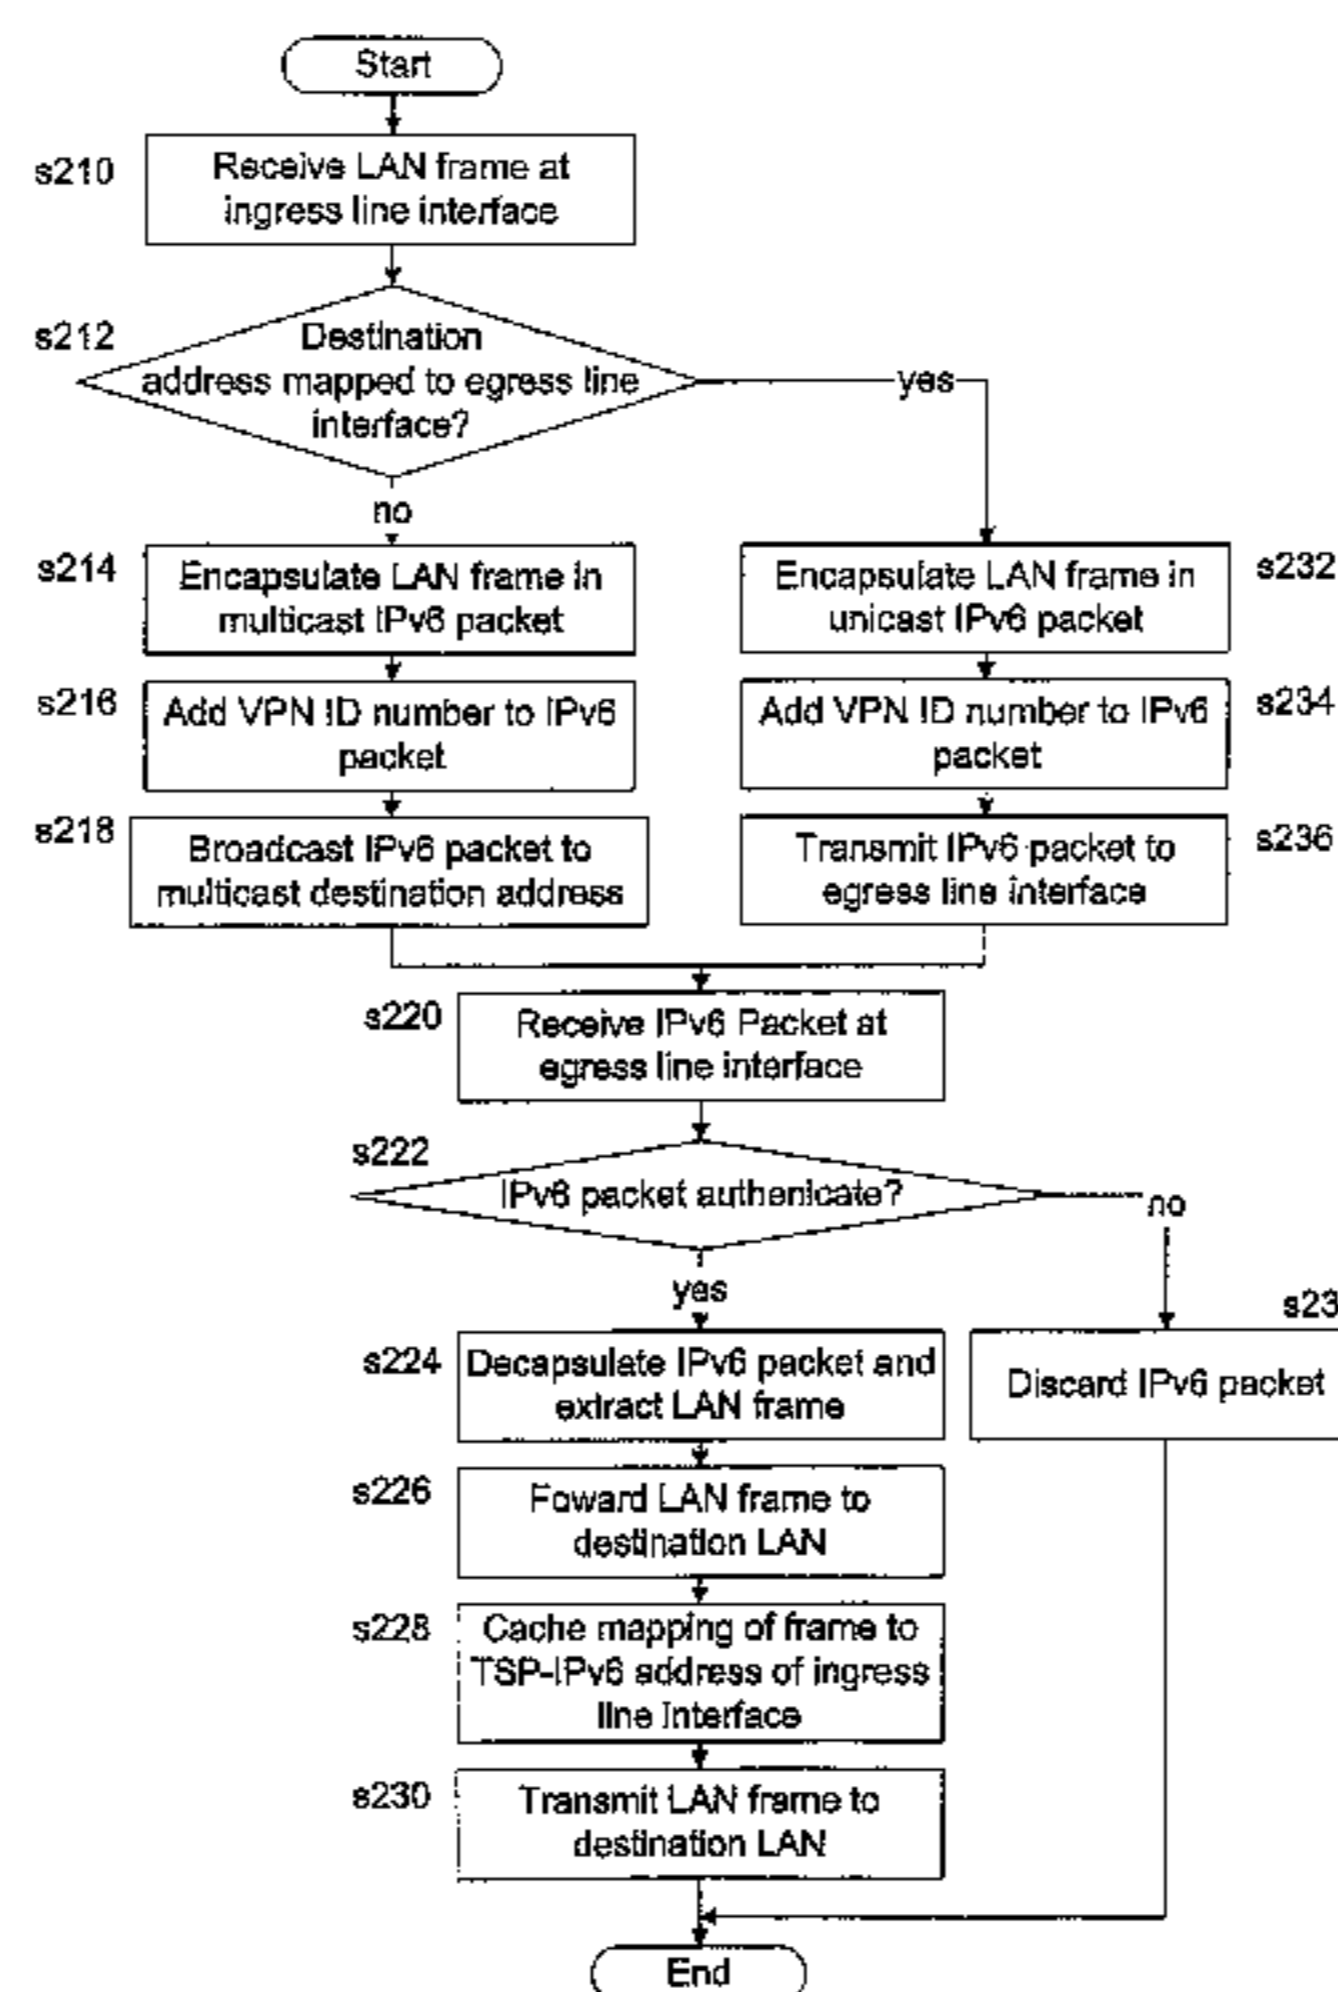 Start
s210
Receive LAN frame at
ingress line interface
s212
Destination
address mapped to egress line
interface?
yes
no
s214
Encapsulate LAN frame in
multicast IPv6 packet
Encapsulate LAN frame in
unicast IPv6 packet
s232
s216
Add VPN ID number to IPv6
packet
Add VPN ID number to IPv6
packet
s234
s218
Broadcast IPv6 packet to
multicast destination address
Transmit IPv6 packet to
egress line interface
s236
s220
Receive IPv6 Packet at
egress line interface
s222
IPv6 packet authenicate?
no
yes
s23
s224
Decapsulate IPv6 packet and
extract LAN frame
Discard IPv6 packet
s226
Foward LAN frame to
destination LAN
s228
Cache mapping of frame to
TSP-IPv6 address of ingress
line interface
s230
Transmit LAN frame to
destination LAN
End